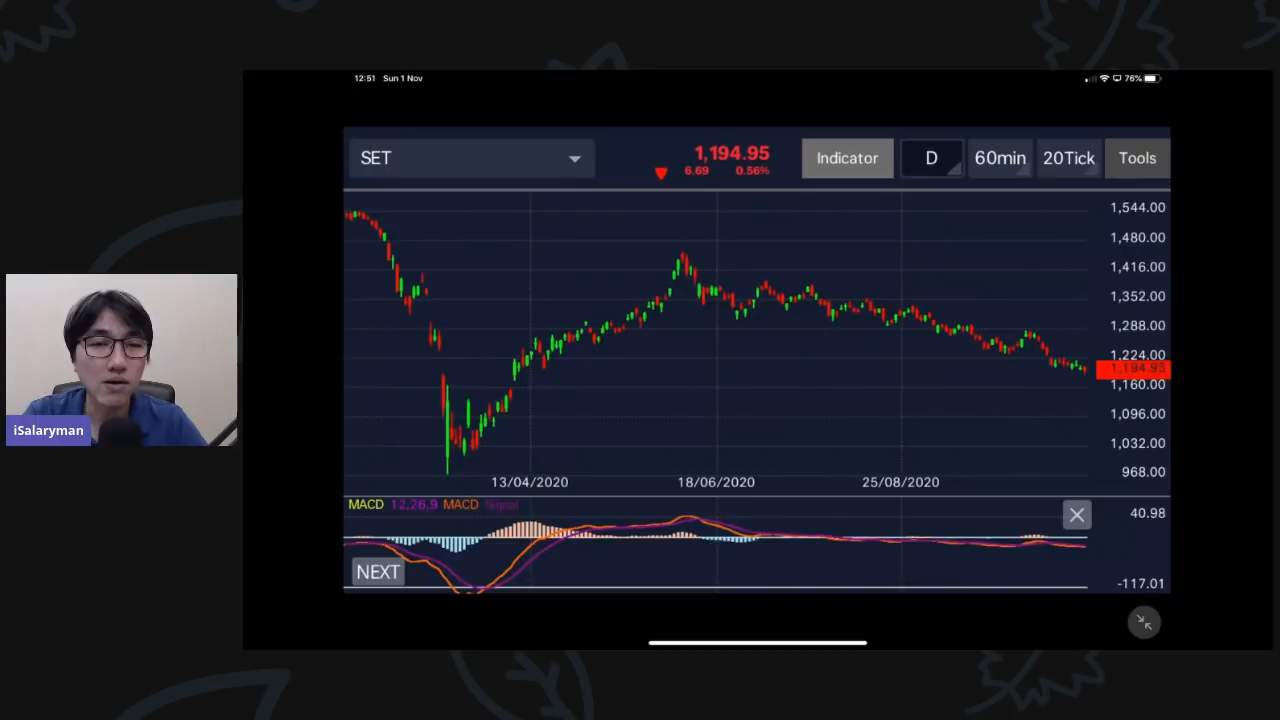 12:51 Sun 1 Nov
76%
SET
1,194.95
6.69 0.56%
Indicator
D
60min
20Tick
Tools
1,544.00
1,480.00
1,416.00
1,352.00
1,288.00
1,224.00
1,194.95
1,160.00
1,096.00
1,032.00
968.00
13/04/2020
18/06/2020
25/08/2020
MACD 12,26,9 MACD Signal
40.98
NEXT
-117.01
iSalaryman